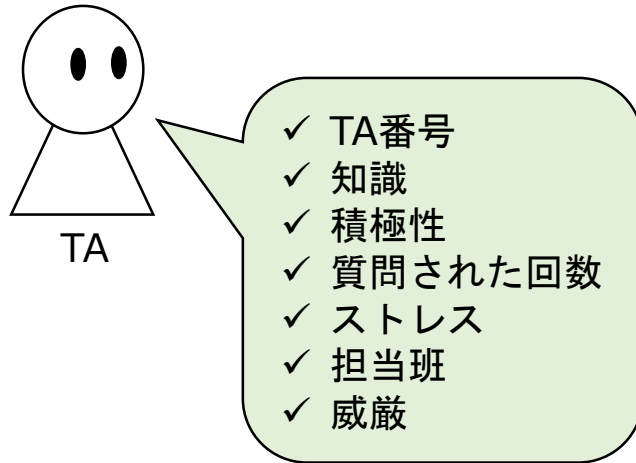 TA
✓ TA番号
✓ 知識
✓ 積極性
✓ 質問された回数
✓ ストレス
✓ 担当班
✓ 威厳